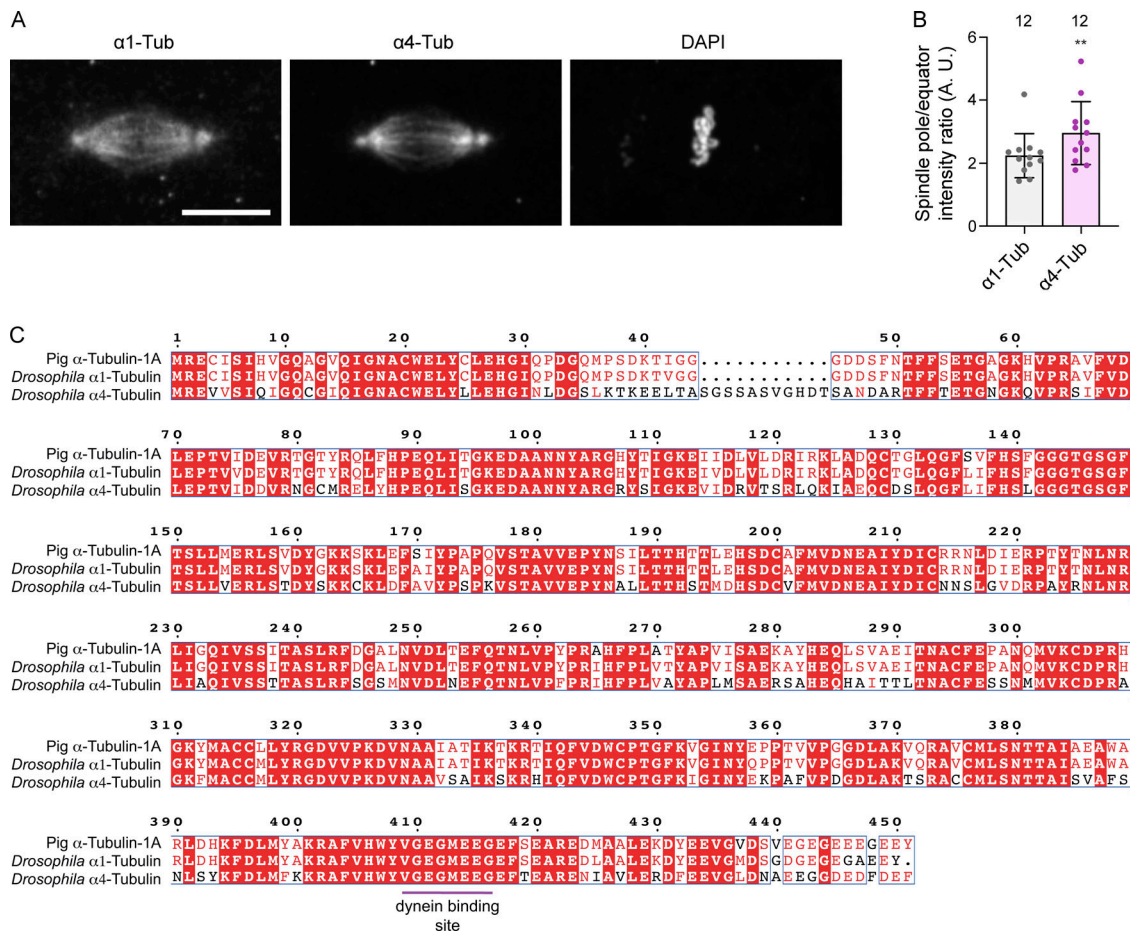 A
α1-Tub
α4-Tub
DAPI
B
12 12
**
Spindle pole/equator
intensity ratio (A. U.)
6
4
2
0
α1-Tub
α4-Tub
C
1 10 20 30 40 50 60
Pig α-Tubulin-1A MRECISIHVGQAGVQIGNACWELYCLEHGIQPDGQMPSDKTIGG...........GDDSFNTFFSETGAGKHVPRAVFVD
Drosophila α1-Tubulin MRECISIHVGQAGVQIGNACWELYCLEHGIQPDGQMPSDKTVGG...........GDDSFNTFFSETGAGKHVPRAVFVD
Drosophila α4-Tubulin MREVVSIQIGQCGIQIGNACWELYLLEHGINLDGSLKTKEELTASGSSASVGHDTSANDARTFFTETGNGKQVPRSIFVD
70 80 90 100 110 120 130 140
Pig α-Tubulin-1A LEPTVIDEVRTGTYRQLFHPEQLITGKEDAANNYARGHYTIGKEIIDLVLDRIRKLADQCTGLQGFSVFHSFGGGTGSGF
Drosophila α1-Tubulin LEPTVVDEVRTGTYRQLFHPEQLITGKEDAANNYARGHYTIGKEIVDLVLDRIRKLADQCTGLQGFLIFHSFGGGTGSGF
Drosophila α4-Tubulin LEPTVIDDVRNGCMRELYHPEQLISGKEDAANNYARGRYSIGKEVIDRVTSRLQKIAEQCDSLQGFLIFHSLGGGTGSGF
150 160 170 180 190 200 210 220
Pig α-Tubulin-1A TSLLMERLSVDYGKKSKLEFSIYPAPQVSTAVVEPYNSILTTHTTLEHSDCAFMVDNEAIYDICRRNLDIERPTYTNLNR
Drosophila α1-Tubulin TSLLMERLSVDYGKKSKLEFAIYPAPQVSTAVVEPYNSILTTHTTLEHSDCAFMVDNEAIYDICRRNLDIERPTYTNLNR
Drosophila α4-Tubulin TSLLVERLSTDYSKKCKLDFAVYPSPKVSTAVVEPYNALLTTHSTMDHSDCVFMVDNEAIYDICNNSLGVDRPAYRNLNR
230 240 250 260 270 280 290 300
Pig α-Tubulin-1A LIGQIVSSITASLRFDGALNVDLTEFQTNLVPYPRAHFPLATYAPVISAEKAYHEQLSVAEITNACFEPANQMVKCDPRH
Drosophila α1-Tubulin LIGQIVSSITASLRFDGALNVDLTEFQTNLVPYPRIHFPLVTYAPVISAEKAYHEQLSVAEITNACFEPANQMVKCDPRH
Drosophila α4-Tubulin LIAQIVSSTTASLRFSGSMNVDLNEFQTNLVPFPRIHFPLVAYAPLMSAERSAHEQHAITTLTNACFESSNMMVKCDPRA
310 320 330 340 350 360 370 380
Pig α-Tubulin-1A GKYMACCLLYRGDVVPKDVNAAIATIKTKRTIQFVDWCPTGFKVGINYEPPTVVPGGDLAKVQRAVCMLSNTTAIAEAWA
Drosophila α1-Tubulin GKYMACCMLYRGDVVPKDVNAAIATIKTKRTIQFVDWCPTGFKVGINYQPPTVVPGGDLAKVQRAVCMLSNTTAIAEAWA
Drosophila α4-Tubulin GKFMACCMLYRGDVVPKDVNAAVSAIKSKRHIQFVDWCPTGFKIGINYEKPAFVPDGDLAKTSRACCMLSNTTAISVAFS
390 400 410 420 430 440 450
Pig α-Tubulin-1A RLDHKFDLMYAKRAFVHWYVGEGMEEGEFSEAREDMAALEKDYEEVGVDSVEGEGEEEGEEY
Drosophila α1-Tubulin RLDHKFDLMYAKRAFVHWYVGEGMEEGEFSEAREDLAALEKDYEEVGMDSGDGEGEGAEEY.
Drosophila α4-Tubulin NLSYKFDLMFKKRAFVHWYVGEGMEEGEFTEARENIAVLERDFEEVGLDNAEEGGDEDFDEF
dynein binding
site